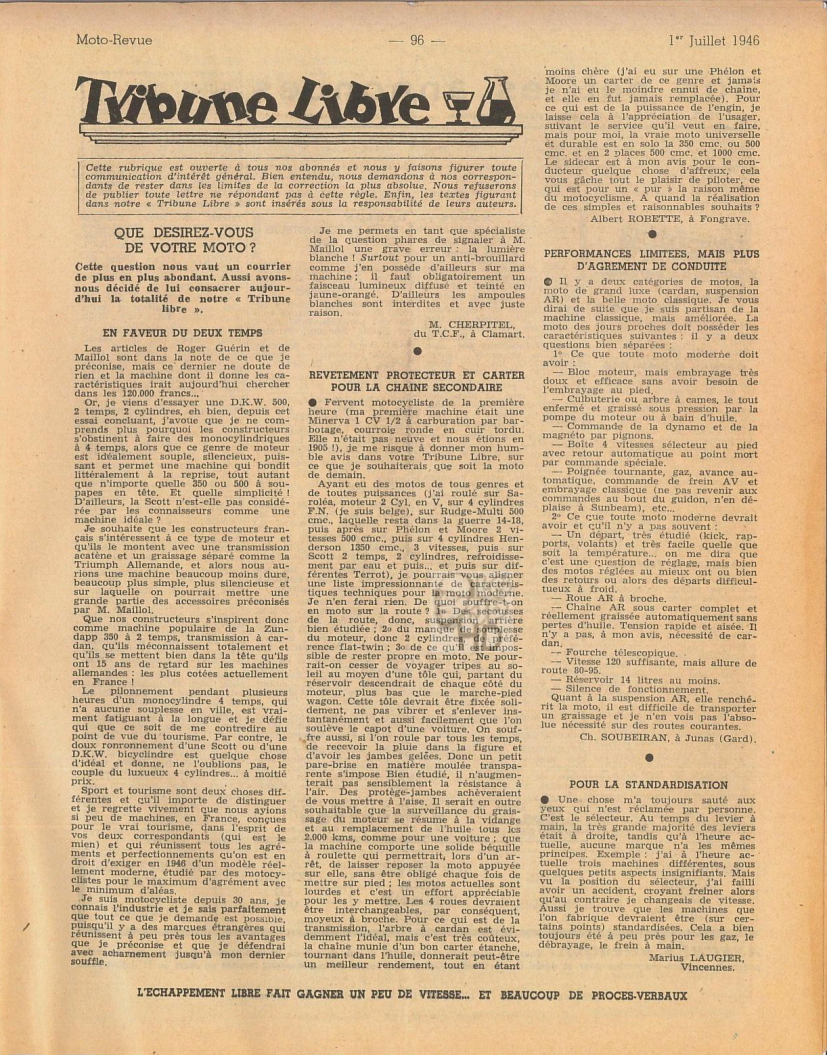 Moto-Revue
— 96 —
1er Juillet 1946
Tribune Libre
Cette rubrique est ouverte à tous nos abonnés et nous y faisons figurer toute
communication d'intérêt général. Bien entendu, nous demandons à nos correspon-
dants de rester dans les limites de la correction la plus absolue. Nous refuserons
de publier toute lettre ne répondant pas à cette règle. Enfin, les textes figurant
dans notre « Tribune Libre » sont insérés sous la responsabilité de leurs auteurs.
QUE DESIREZ-VOUS
DE VOTRE MOTO ?
Cette question nous vaut un courrier
de plus en plus abondant. Aussi avons-
nous décidé de lui consacrer aujour-
d'hui la totalité de notre « Tribune
libre ».
EN FAVEUR DU DEUX TEMPS
Les articles de Roger Guérin et de
Maillol sont dans la note de ce que je
préconise, mais ce dernier ne doute de
rien et la machine dont il donne les ca-
ractéristiques irait aujourd'hui chercher
dans les 120.000 francs...
Or, je viens d'essayer une D.K.W. 500,
2 temps, 2 cylindres, eh bien, depuis cet
essai concluant, j'avoue que je ne com-
prends plus pourquoi les constructeurs
s'obstinent à faire des monocylindriques
à 4 temps, alors que ce genre de moteur
est idéalement souple, silencieux, puis-
sant et permet une machine qui bondit
littéralement à la reprise, tout autant
que n'importe quelle 350 ou 500 à sou-
papes en tête. Et quelle simplicité !
D'ailleurs, la Scott n'est-elle pas considé-
rée par les connaisseurs comme une
machine idéale ?
Je souhaite que les constructeurs fran-
çais s'intéressent à ce type de moteur et
qu'ils le montent avec une transmission
acatène et un graissage séparé comme la
Triumph Allemande, et alors nous au-
rions une machine beaucoup moins dure,
beaucoup plus simple, plus silencieuse et
sur laquelle on pourrait mettre une
grande partie des accessoires préconisés
par M. Maillol.
Que nos constructeurs s'inspirent donc
comme machine populaire de la Zun-
dapp 350 à 2 temps, transmission à car-
dan, qu'ils méconnaissent totalement et
qu'ils se mettent bien dans la tête qu'ils
ont 15 ans de retard sur les machines
allemandes : les plus cotées actuellement
en France !
Le pilonnement pendant plusieurs
heures d'un monocylindre 4 temps, qui
n'a aucune souplesse en ville, est vrai-
ment fatiguant à la longue et je défie
qui que ce soit de me contredire au
point de vue du tourisme. Par contre, le
doux ronronnement d'une Scott ou d'une
D.K.W. bicylindre est quelque chose
d'idéal et donne, ne l'oublions pas, le
couple du luxueux 4 cylindres... à moitié
prix.
Sport et tourisme sont deux choses dif-
férentes et qu'il importe de distinguer
et je regrette vivement que nous ayions
si peu de machines, en France, conçues
pour le vrai tourisme, dans l'esprit de
vos deux correspondants (qui est le
mien) et qui réunissent tous les agré-
ments et perfectionnements qu'on est en
droit d'exiger en 1946 d'un modèle réel-
lement moderne, étudié par des motocy-
clistes pour le maximum d'agrément avec
le minimum d'aléas.
Je suis motocycliste depuis 30 ans, je
connais l'industrie et je sais parfaitement
que tout ce que je demande est possible,
puisqu'il y a des marques étrangères qui
réunissent à peu près tous les avantages
que je préconise et que je défendrai
avec acharnement jusqu'à mon dernier
souffle.
Je me permets en tant que spécialiste
de la question phares de signaler à M.
Maillol une grave erreur : la lumière
blanche ! Surtout pour un anti-brouillard
comme j'en possède d'ailleurs sur ma
machine ; il faut obligatoirement un
faisceau lumineux diffusé et teinté en
jaune-orangé. D'ailleurs les ampoules
blanches sont interdites et avec juste
raison.
M. CHERPITEL,
du T.C.F., à Clamart.
REVETEMENT PROTECTEUR ET CARTER
POUR LA CHAINE SECONDAIRE
● Fervent motocycliste de la première
heure (ma première machine était une
Minerva 1 CV 1/2 à carburation par bar-
botage, courroie ronde en cuir tordu.
Elle n'était pas neuve et nous étions en
1905 !), je me risque à donner mon hum-
ble avis dans votre Tribune Libre, sur
ce que je souhaiterais que soit la moto
de demain.
Ayant eu des motos de tous genres et
de toutes puissances (j'ai roulé sur Sa-
roléa, moteur 2 Cyl, en V, sur 4 cylindres
F.N. (je suis belge), sur Rudge-Multi 500
cmc., laquelle resta dans la guerre 14-18,
puis après sur Phélon et Moore 2 vi-
tesses 500 cmc., puis sur 4 cylindres Hen-
derson 1350 cmc., 3 vitesses, puis sur
Scott 2 temps, 2 cylindres, refroidisse-
ment par eau et puis... et puis sur dif-
férentes Terrot), je pourrais vous aligner
une liste impressionnante de caractéris-
tiques techniques pour la moto moderne.
Je n'en ferai rien. De quoi souffre-t-on
en moto sur la route ? 1o Des secousses
de la route, donc, suspension arrière
bien étudiée ; 2o du manque de souplesse
du moteur, donc 2 cylindres de préfé-
rence flat-twin ; 3o de ce qu'il est impos-
sible de rester propre en moto. Ne pour-
rait-on cesser de voyager tripes au so-
leil au moyen d'une tôle qui, partant du
réservoir descendrait de chaque côté du
moteur, plus bas que le marche-pied
wagon. Cette tôle devrait être fixée soli-
dement, ne pas vibrer et s'enlever ins-
tantanément et aussi facilement que l'on
soulève le capot d'une voiture. On souf-
fre aussi, si l'on roule par tous les temps,
de recevoir la pluie dans la figure et
d'avoir les jambes gelées. Donc un petit
pare-brise en matière moulée transpa-
rente s'impose Bien étudié, il n'augmen-
terait pas sensiblement la résistance à
l'air. Des protège-jambes achèveraient
de vous mettre à l'aise. Il serait en outre
souhaitable que la surveillance du grais-
sage du moteur se résume à la vidange
et au remplacement de l'huile tous les
2.000 kms, comme pour une voiture ; que
la machine comporte une solide béquille
à roulette qui permettrait, lors d'un ar-
rêt, de laisser reposer la moto appuyée
sur elle, sans être obligé chaque fois de
mettre sur pied ; les motos actuelles sont
lourdes et c'est un effort appréciable
pour les y mettre. Les 4 roues devraient
être interchangeables, par conséquent,
moyeux à broche. Pour ce qui est de la
transmission, l'arbre à cardan est évi-
demment l'idéal, mais c'est très coûteux,
la chaîne munie d'un bon carter étanche,
tournant dans l'huile, donnerait peut-être
un meilleur rendement, tout en étant
moins chère (j'ai eu sur une Phélon et
Moore un carter de ce genre et jamais
je n'ai eu le moindre ennui de chaîne,
et elle en fut jamais remplacée). Pour
ce qui est de la puissance de l'engin, je
laisse cela à l'appréciation de l'usager,
suivant le service qu'il veut en faire,
mais pour moi, la vraie moto universelle
et durable est en solo la 350 cmc. ou 500
cmc. et en 2 places 500 cmc. et 1000 cmc.
Le sidecar est à mon avis pour le con-
ducteur quelque chose d'affreux, cela
vous gâche tout le plaisir de piloter, ce
qui est pour un « pur » la raison même
du motocyclisme. A quand la réalisation
de ces simples et raisonnables souhaits ?
Albert ROBETTE, à Fongrave.
PERFORMANCES LIMITEES, MAIS PLUS
D'AGREMENT DE CONDUITE
● Il y a deux catégories de motos, la
moto de grand luxe (cardan, suspension
AR) et la belle moto classique. Je vous
dirai de suite que je suis partisan de la
machine classique, mais améliorée. La
moto des jours proches doit posséder les
caractéristiques suivantes : il y a deux
questions bien séparées :
1o Ce que toute moto moderne doit
avoir :
— Bloc moteur, mais embrayage très
doux et efficace sans avoir besoin de
l'embrayage au pied.
— Culbuterie ou arbre à cames, le tout
enfermé et graissé sous pression par la
pompe du moteur ou à bain d'huile.
— Commande de la dynamo et de la
magnéto par pignons.
— Boîte 4 vitesses sélecteur au pied
avec retour automatique au point mort
par commande spéciale.
— Poignée tournante, gaz, avance au-
tomatique, commande de frein AV et
embrayage classique (ne pas revenir aux
commandes au bout du guidon, n'en dé-
plaise à Sunbeam), etc...
2o Ce que toute moto moderne devrait
avoir et qu'il n'y a pas souvent :
— Un départ, très étudié (kick, rap-
ports, volants) et très facile quelle que
soit la température... on me dira que
c'est une question de réglage, mais bien
des motos réglées au mieux ont ou bien
des retours ou alors des départs difficul-
tueux à froid.
— Roue AR à broche.
— Chaîne AR sous carter complet et
réellement graissée automatiquement sans
pertes d'huile. Tension rapide et aisée. Il
n'y a pas, à mon avis, nécessité de car-
dan.
— Fourche télescopique.
— Vitesse 120 suffisante, mais allure de
route 80-95.
— Réservoir 14 litres au moins.
— Silence de fonctionnement.
Quant à la suspension AR, elle renché-
rit la moto, il est difficile de transporter
un graissage et je n'en vois pas l'abso-
lue nécessité sur des routes courantes.
Ch. SOUBEIRAN, à Junas (Gard).
POUR LA STANDARDISATION
● Une chose m'a toujours sauté aux
yeux qui n'est réclamée par personne.
C'est le sélecteur. Au temps du levier à
main, la très grande majorité des leviers
était à droite, tandis qu'à l'heure ac-
tuelle, aucune marque n'a les mêmes
principes. Exemple : j'ai à l'heure ac-
tuelle trois machines différentes, sous
quelques petits aspects insignifiants. Mais
vu la position du sélecteur, j'ai failli
avoir un accident, croyant freiner alors
qu'au contraire je changeais de vitesse.
Aussi je trouve que les machines que
l'on fabrique devraient être (sur cer-
tains points) standardisées. Cela a bien
toujours été à peu près pour les gaz, le
débrayage, le frein à main.
Marius LAUGIER,
Vincennes.
L'ECHAPPEMENT LIBRE FAIT GAGNER UN PEU DE VITESSE... ET BEAUCOUP DE PROCES-VERBAUX